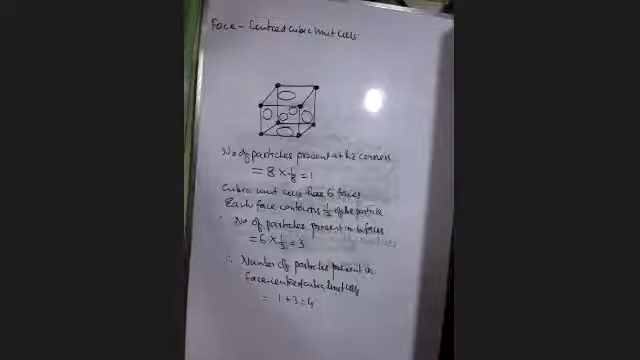 Face - Centred cubic unit cells:
No of particles present at the corners
= 8 × 1/8 = 1
Cubic unit cells have 6 faces
Each face contains 1/2 of the particle
∴ No of particles present in 6 faces
= 6 × 1/2 = 3
∴ Number of particles present in
face-centred cubic unit cell
= 1+3=4